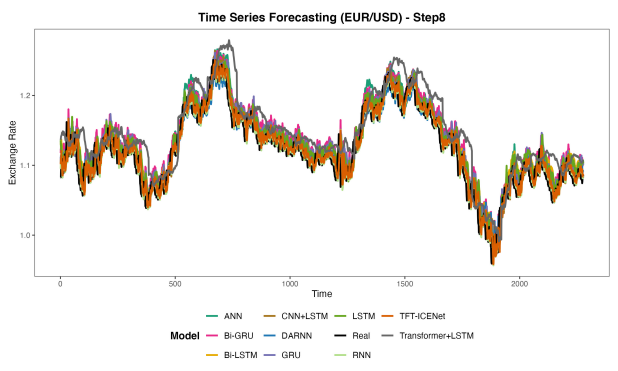 Time Series Forecasting (EUR/USD) - Step8
Exchange Rate
1.2
1.1
1.0
0 500 1000 1500 2000
Time
Model
ANN CNN+LSTM LSTM TFT-ICENet
Bi-GRU DARNN Real Transformer+LSTM
Bi-LSTM GRU RNN